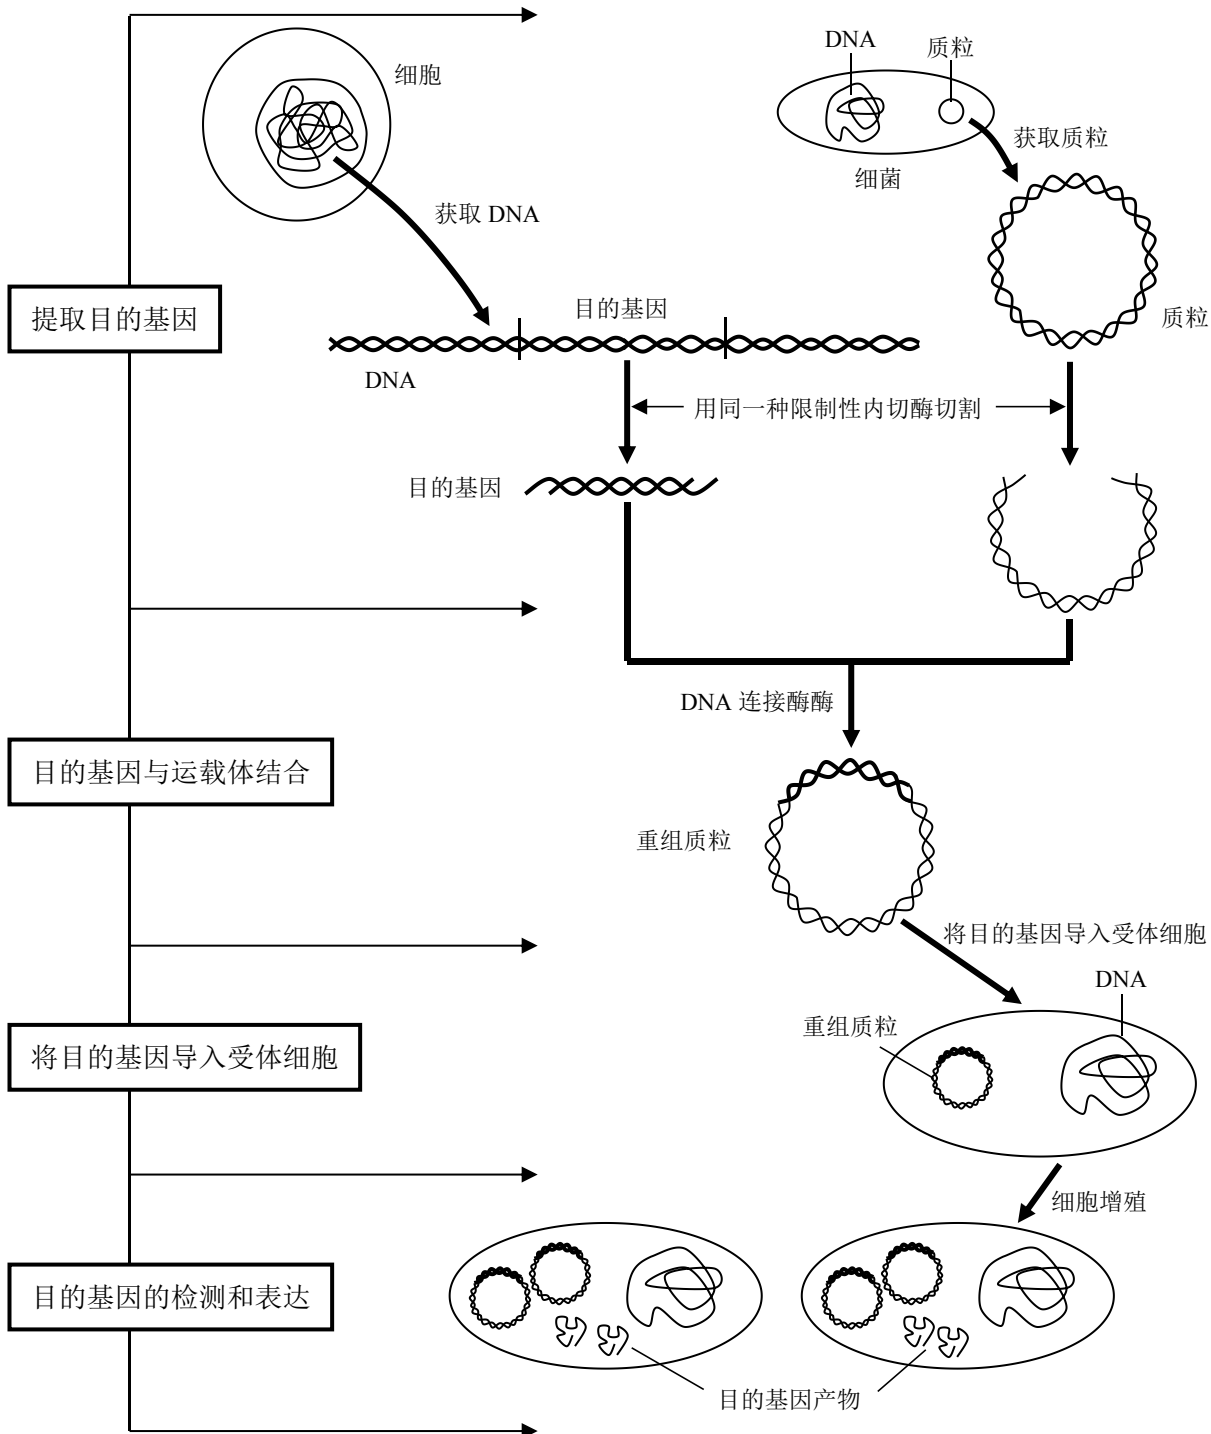 DNA
质粒
细胞
获取质粒
细菌
获取 DNA
提取目的基因
目的基因
质粒
DNA
用同一种限制性内切酶切割
目的基因
DNA 连接酶酶
目的基因与运载体结合
重组质粒
将目的基因导入受体细胞
DNA
重组质粒
将目的基因导入受体细胞
细胞增殖
目的基因的检测和表达
目的基因产物